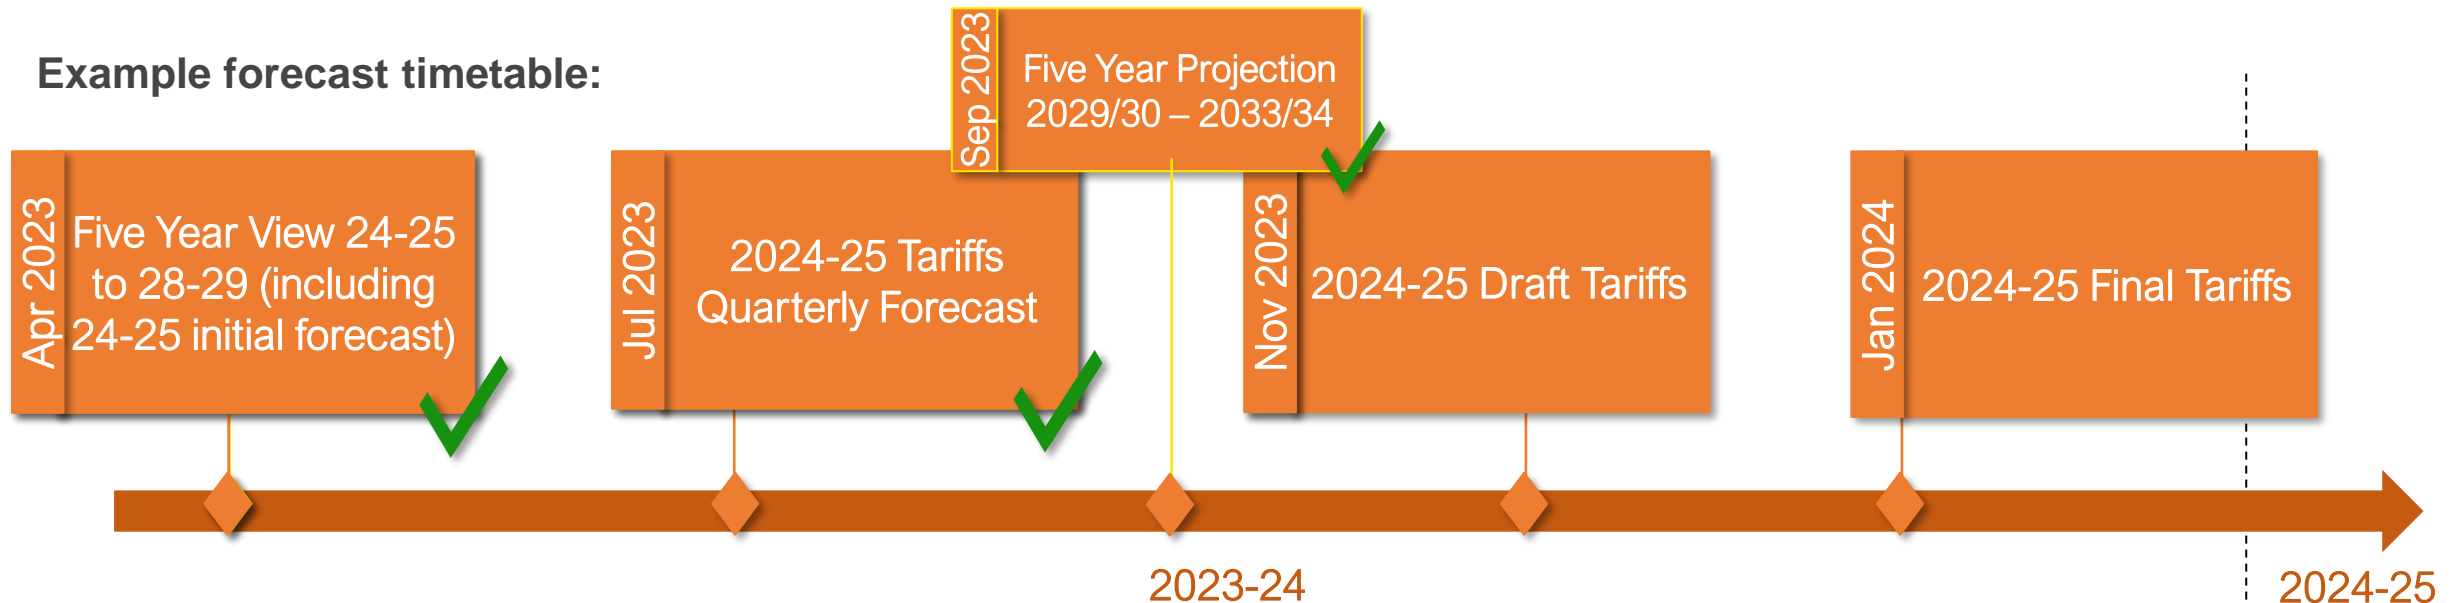 Example forecast timetable:
Apr 2023
Five Year View 24-25
to 28-29 (including
24-25 initial forecast)
Jul 2023
2024-25 Tariffs
Quarterly Forecast
Sep 2023
Five Year Projection
2029/30 – 2033/34
Nov 2023
2024-25 Draft Tariffs
Jan 2024
2024-25 Final Tariffs
2023-24
2024-25